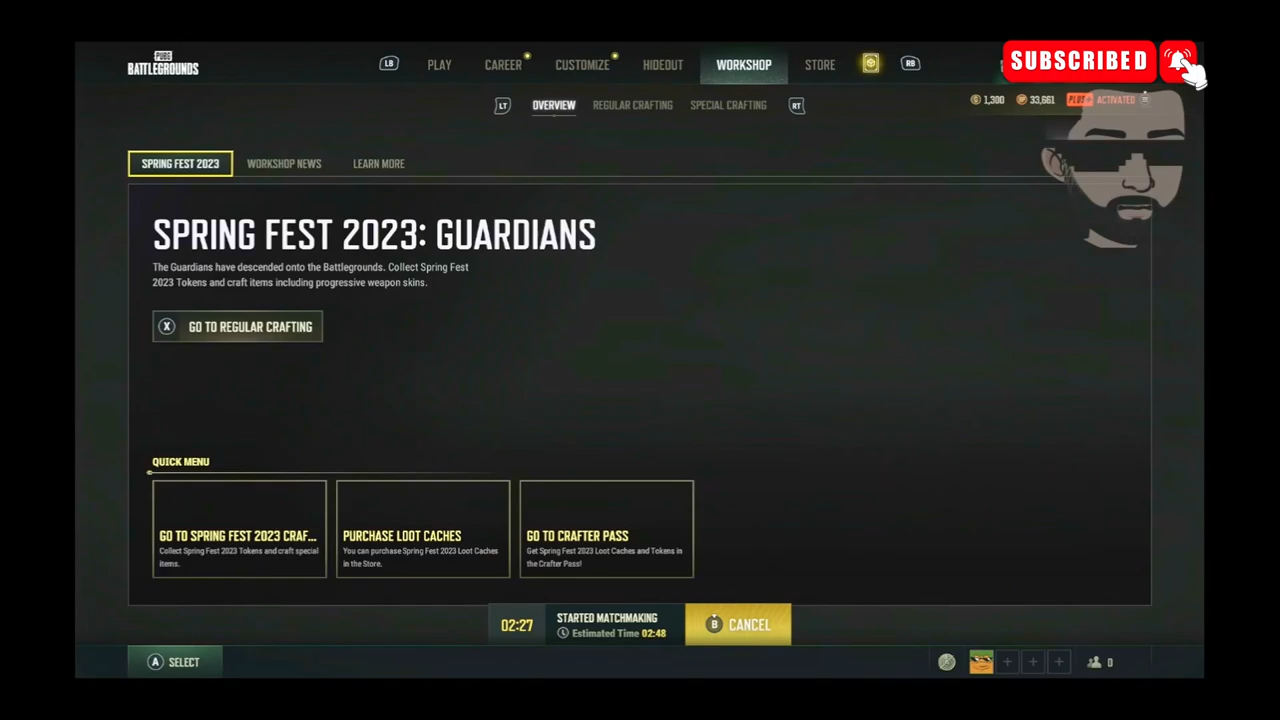 PUBG
BATTLEGROUNDS
LB
PLAY
CAREER
CUSTOMIZE
HIDEOUT
WORKSHOP
STORE
RB
SUBSCRIBED
LT
OVERVIEW
REGULAR CRAFTING
SPECIAL CRAFTING
RT
1,300
33,661
PLUS+ ACTIVATED
SPRING FEST 2023
WORKSHOP NEWS
LEARN MORE
SPRING FEST 2023: GUARDIANS
The Guardians have descended onto the Battlegrounds. Collect Spring Fest
2023 Tokens and craft items including progressive weapon skins.
X GO TO REGULAR CRAFTING
QUICK MENU
GO TO SPRING FEST 2023 CRAF...
Collect Spring Fest 2023 Tokens and craft special
items.
PURCHASE LOOT CACHES
You can purchase Spring Fest 2023 Loot Caches
in the Store.
GO TO CRAFTER PASS
Get Spring Fest 2023 Loot Caches and Tokens in
the Crafter Pass!
02:27
STARTED MATCHMAKING
Estimated Time 02:48
B CANCEL
A SELECT
0